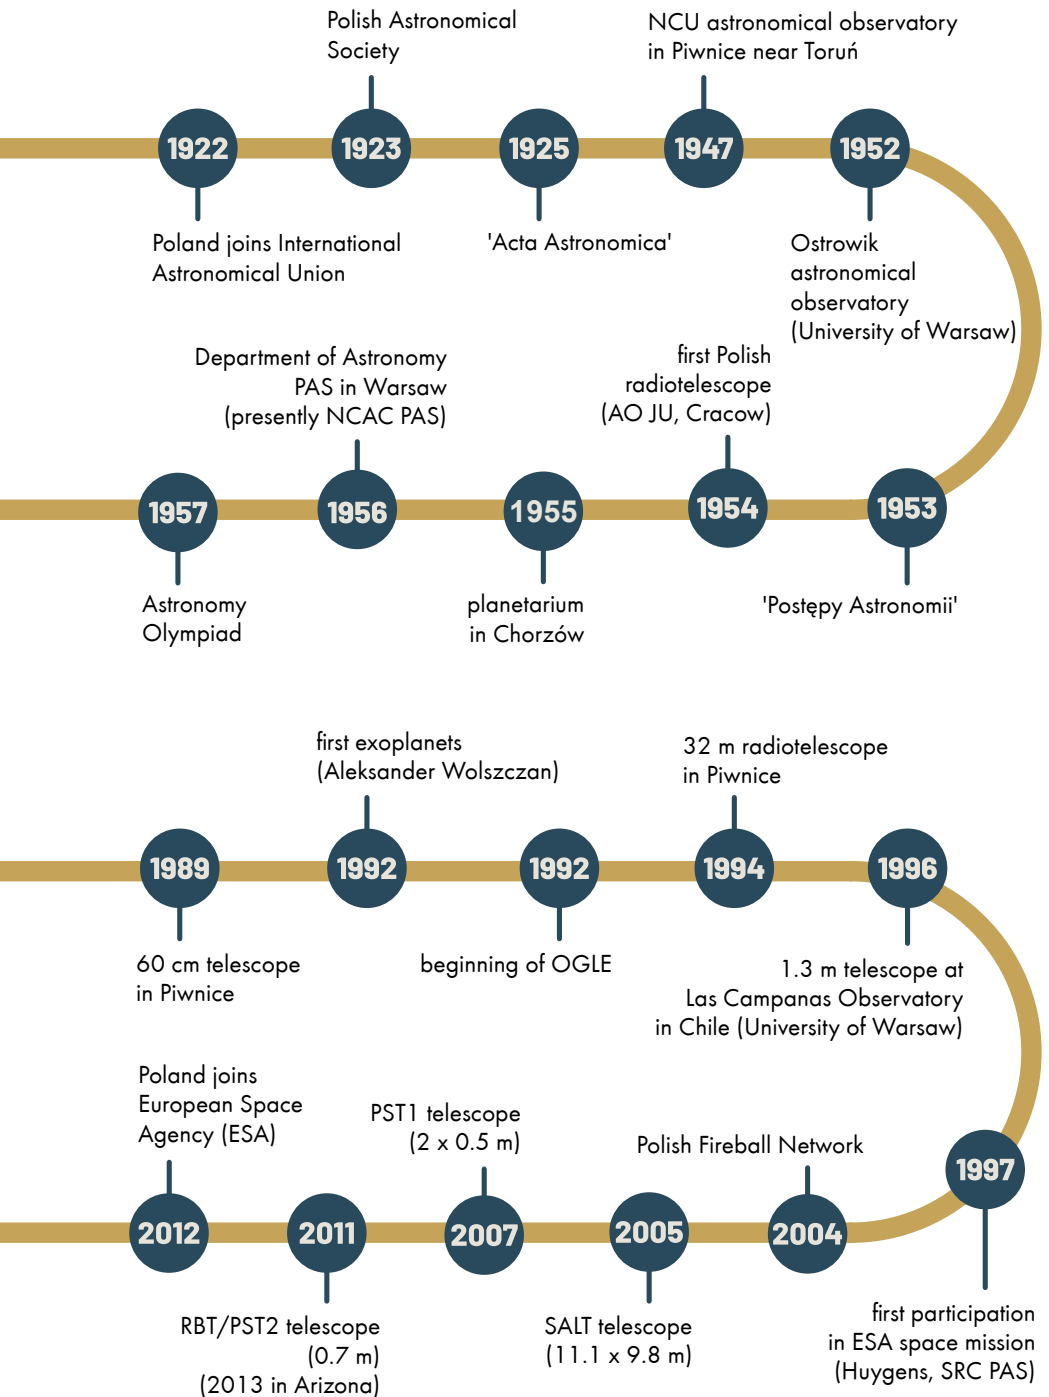 Polish Astronomical
Society
NCU astronomical observatory
in Piwnice near Toruń
1922
1923
1925
1947
1952
Poland joins International
Astronomical Union
'Acta Astronomica'
Ostrowik
astronomical
observatory
(University of Warsaw)
Department of Astronomy
PAS in Warsaw
(presently NCAC PAS)
first Polish
radiotelescope
(AO JU, Cracow)
1957
1956
1955
1954
1953
Astronomy
Olympiad
planetarium
in Chorzów
'Postępy Astronomii'
first exoplanets
(Aleksander Wolszczan)
32 m radiotelescope
in Piwnice
1989
1992
1992
1994
1996
60 cm telescope
in Piwnice
beginning of OGLE
1.3 m telescope at
Las Campanas Observatory
in Chile (University of Warsaw)
Poland joins
European Space
Agency (ESA)
PST1 telescope
(2 x 0.5 m)
Polish Fireball Network
1997
2012
2011
2007
2005
2004
RBT/PST2 telescope
(0.7 m)
(2013 in Arizona)
SALT telescope
(11.1 x 9.8 m)
first participation
in ESA space mission
(Huygens, SRC PAS)